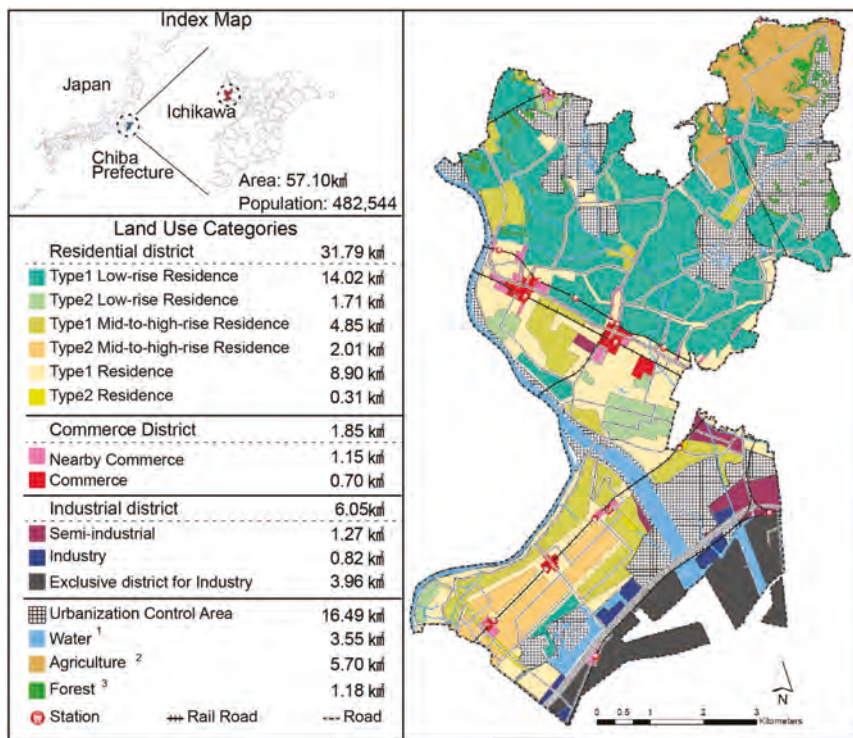 Index Map
Japan
Ichikawa
Chiba
Prefecture
Area: 57.10㎢
Population: 482,544
Land Use Categories
Residential district 31.79 ㎢
Type1 Low-rise Residence 14.02 ㎢
Type2 Low-rise Residence 1.71 ㎢
Type1 Mid-to-high-rise Residence 4.85 ㎢
Type2 Mid-to-high-rise Residence 2.01 ㎢
Type1 Residence 8.90 ㎢
Type2 Residence 0.31 ㎢
Commerce District 1.85 ㎢
Nearby Commerce 1.15 ㎢
Commerce 0.70 ㎢
Industrial district 6.05㎢
Semi-industrial 1.27 ㎢
Industry 0.82 ㎢
Exclusive district for Industry 3.96 ㎢
Urbanization Control Area 16.49 ㎢
Water 1 3.55 ㎢
Agriculture 2 5.70 ㎢
Forest 3 1.18 ㎢
Station Rail Road Road
N
0 0.5 1 2 3
Kilometers